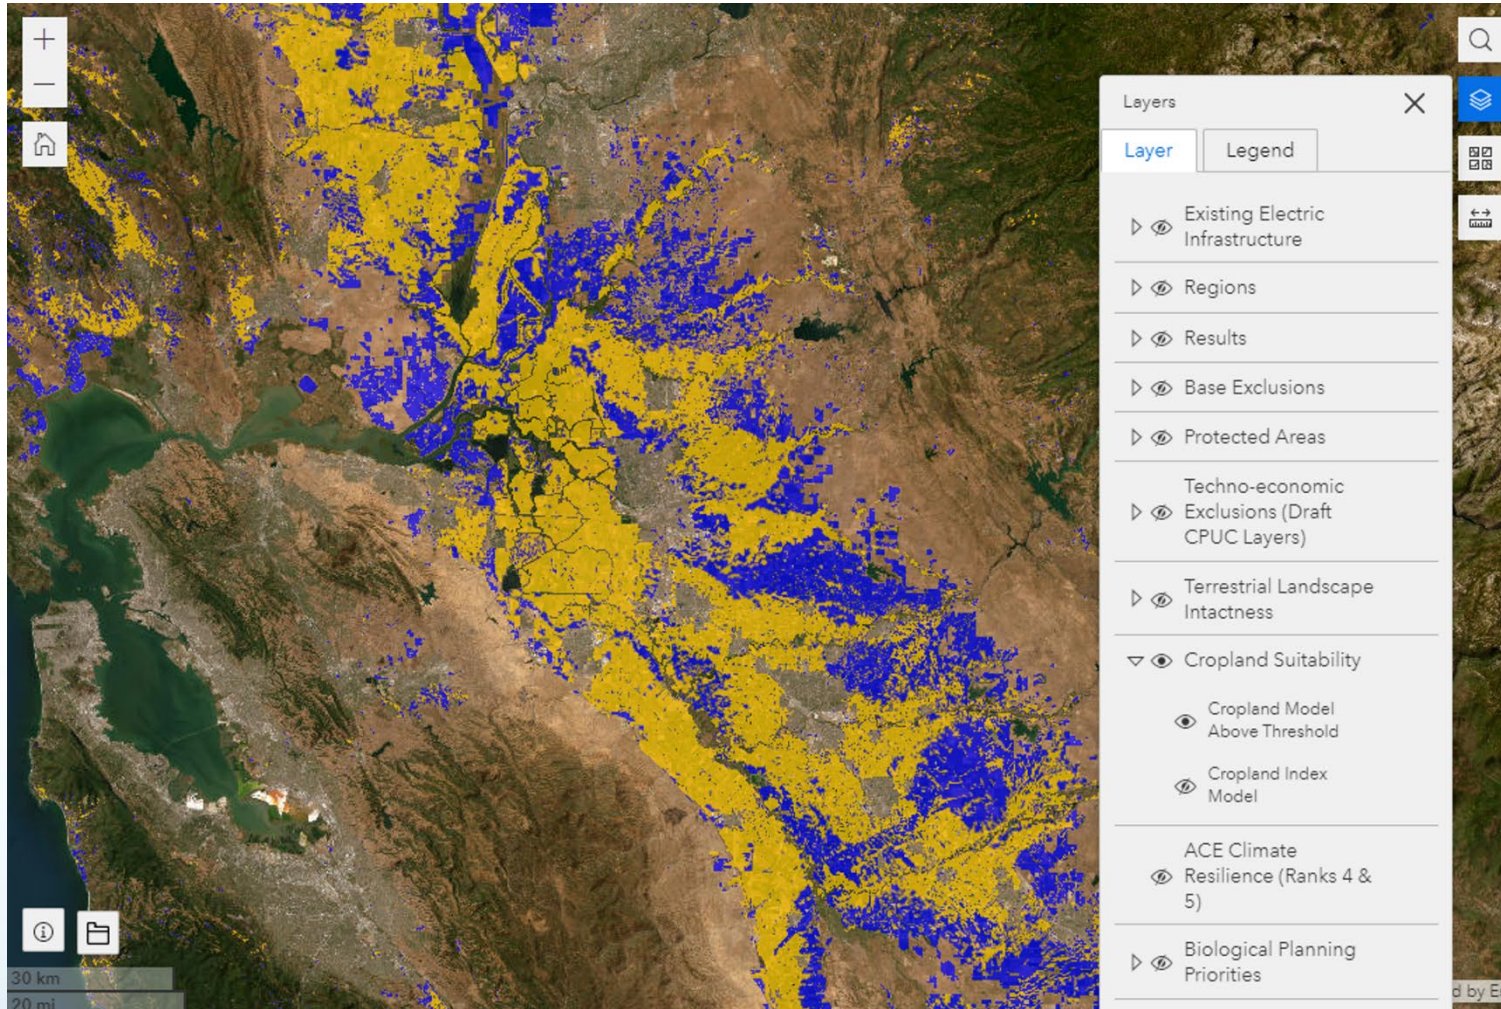 Layers
Layer
Legend
Existing Electric
Infrastructure
Regions
Results
Base Exclusions
Protected Areas
Techno-economic
Exclusions (Draft
CPUC Layers)
Terrestrial Landscape
Intactness
Cropland Suitability
Cropland Model
Above Threshold
Cropland Index
Model
ACE Climate
Resilience (Ranks 4 &
5)
Biological Planning
Priorities
30 km
20 mi
d by E